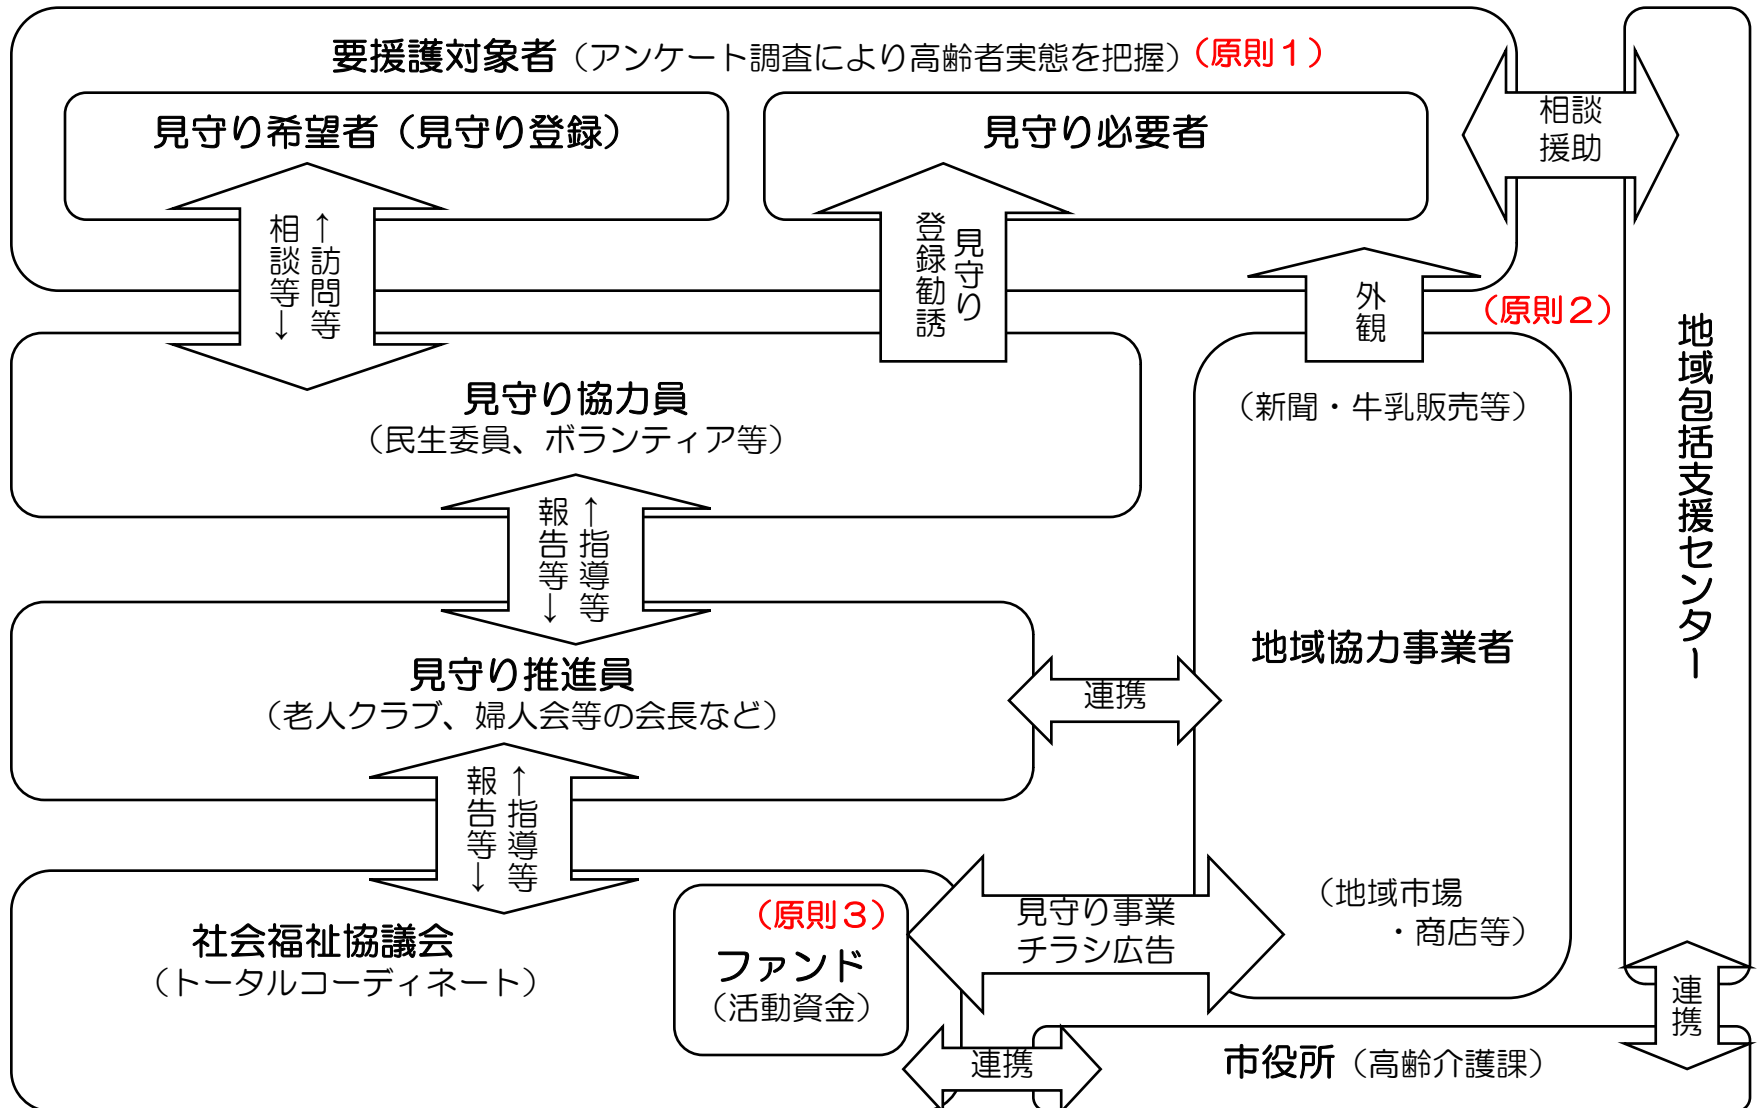 要援護対象者（アンケート調査により高齢者実態を把握）（原則１）
見守り希望者（見守り登録）
見守り必要者
相談
援助
↑訪問等
相談等↓
見守り
登録勧誘
外観
（原則２）
地域包括支援センター
見守り協力員
（民生委員、ボランティア等）
（新聞・牛乳販売等）
↑指導等
報告等↓
地域協力事業者
見守り推進員
（老人クラブ、婦人会等の会長など）
連携
↑指導等
報告等↓
（地域市場
・商店等）
社会福祉協議会
（トータルコーディネート）
（原則３）
ファンド
（活動資金）
見守り事業
チラシ広告
連携
連携
市役所（高齢介護課）